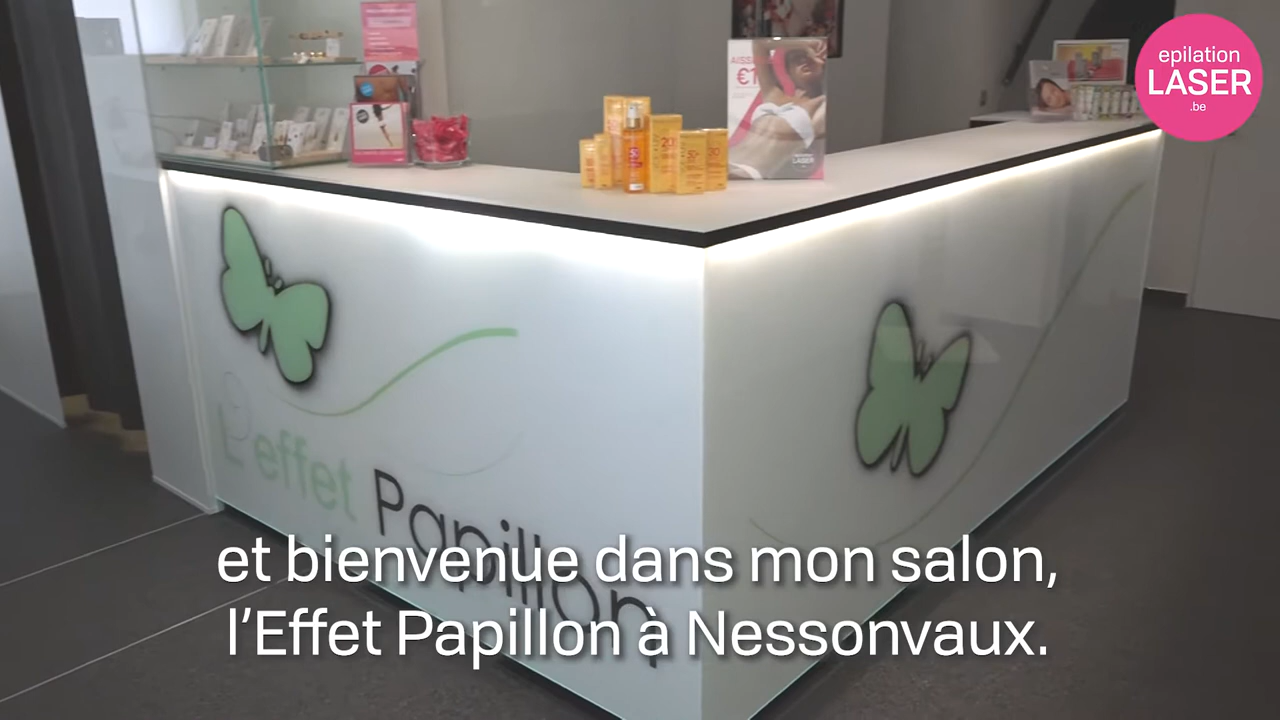 epilation
LASER
.be
L'effet Papillon
et bienvenue dans mon salon,
l’Effet Papillon à Nessonvaux.